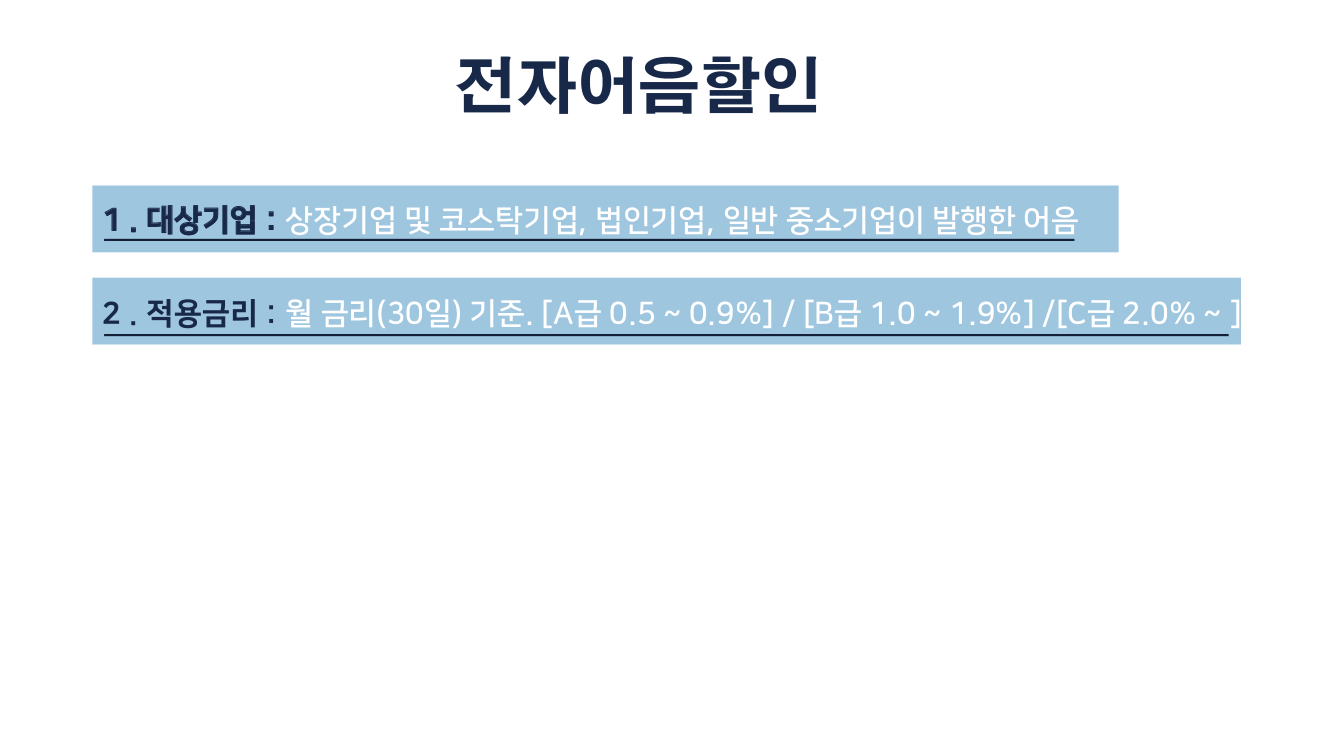 전자어음할인
1 . 대상기업 : 상장기업 및 코스탁기업, 법인기업, 일반 중소기업이 발행한 어음
2 . 적용금리 : 월 금리(30일) 기준. [A급 0.5 ~ 0.9%] / [B급 1.0 ~ 1.9%] /[C급 2.0% ~ ]